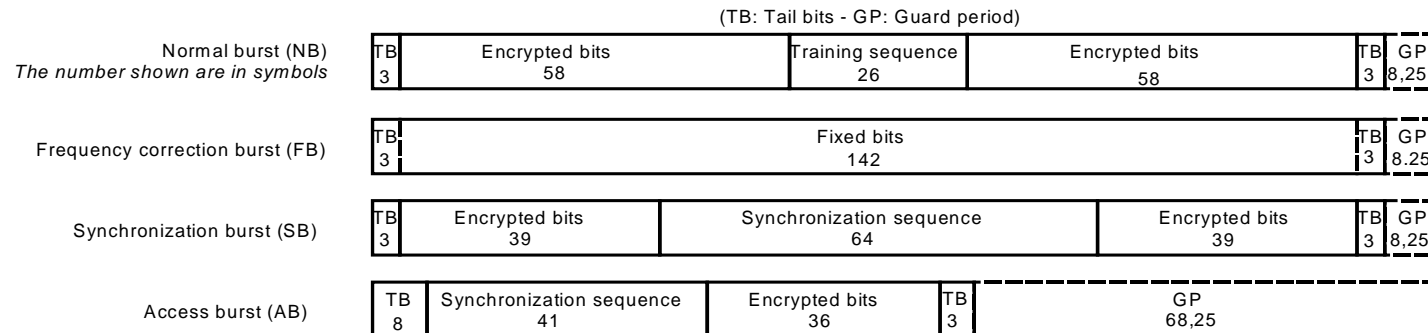 (TB: Tail bits - GP: Guard period)
Normal burst (NB)
The number shown are in symbols
TB Encrypted bits Training sequence Encrypted bits TB GP
3 58 26 58 3 8,25
Frequency correction burst (FB)
TB Fixed bits TB GP
3 142 3 8.25
Synchronization burst (SB)
TB Encrypted bits Synchronization sequence Encrypted bits TB GP
3 39 64 39 3 8,25
Access burst (AB)
TB Synchronization sequence Encrypted bits TB GP
8 41 36 3 68,25